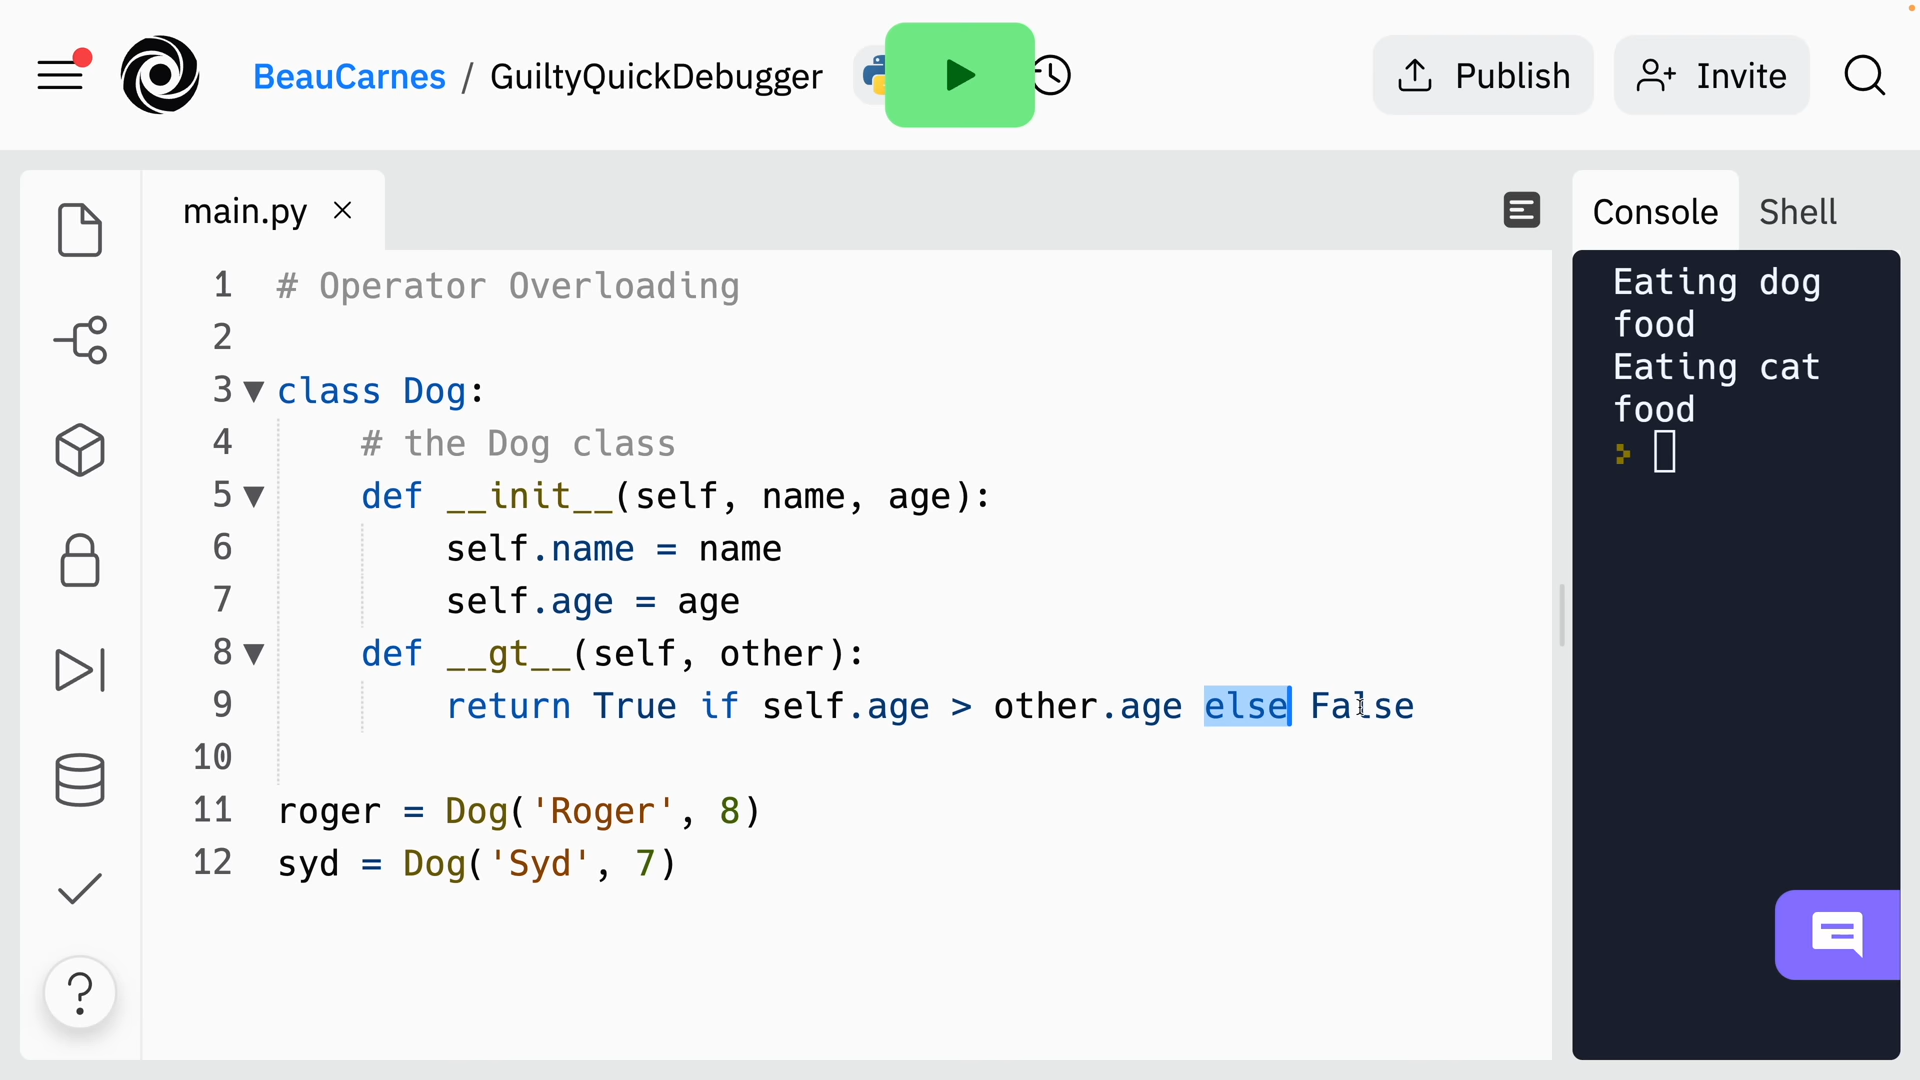 BeauCarnes / GuiltyQuickDebugger
Publish
Invite
main.py
Console Shell
1 # Operator Overloading
2
3 class Dog:
4     # the Dog class
5     def __init__(self, name, age):
6         self.name = name
7         self.age = age
8     def __gt__(self, other):
9         return True if self.age > other.age else False
10
11 roger = Dog('Roger', 8)
12 syd = Dog('Syd', 7)
Eating dog
food
Eating cat
food
?